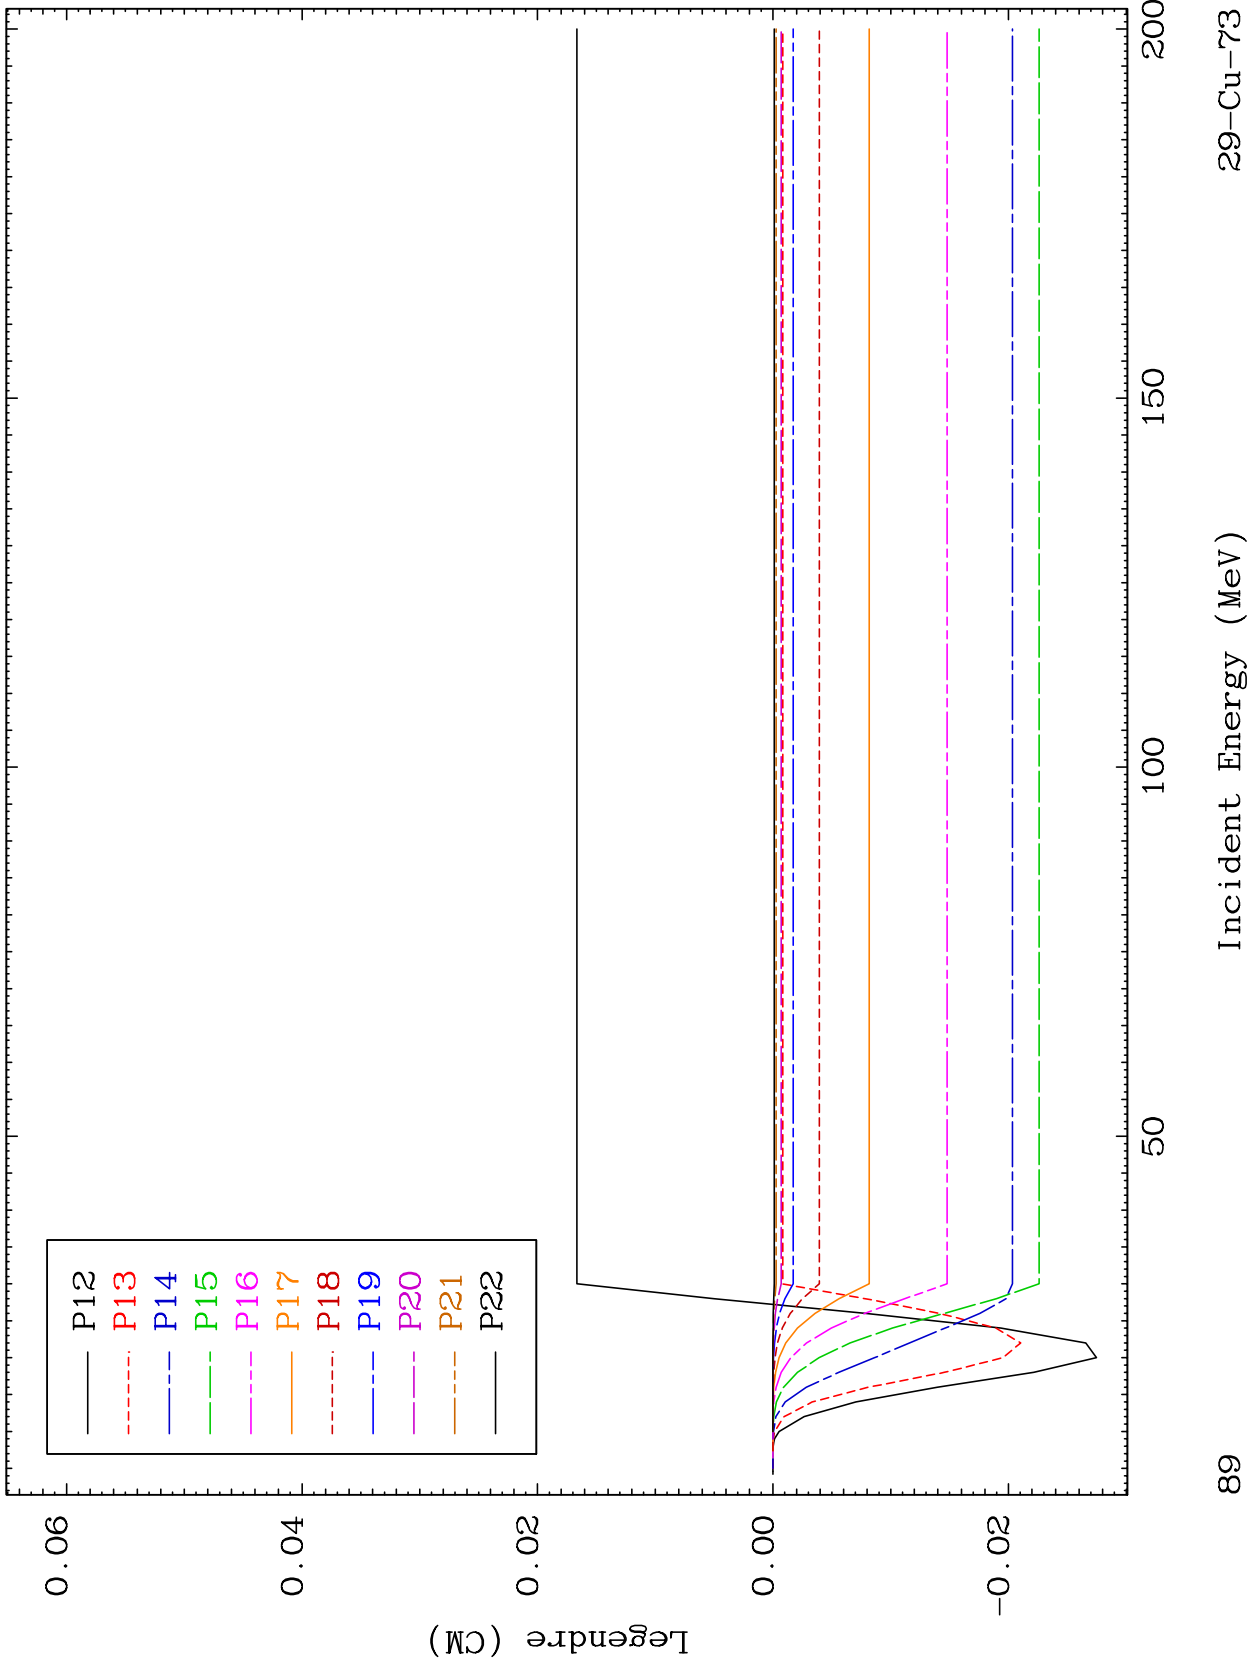 P12
P13
P14
P15
P16
P17
P18
P19
P20
P21
P22
0.06
0.04
0.02
0.00
-0.02
Legendre (CM)
50
100
150
200
Incident Energy (MeV)
89
29-Cu-73